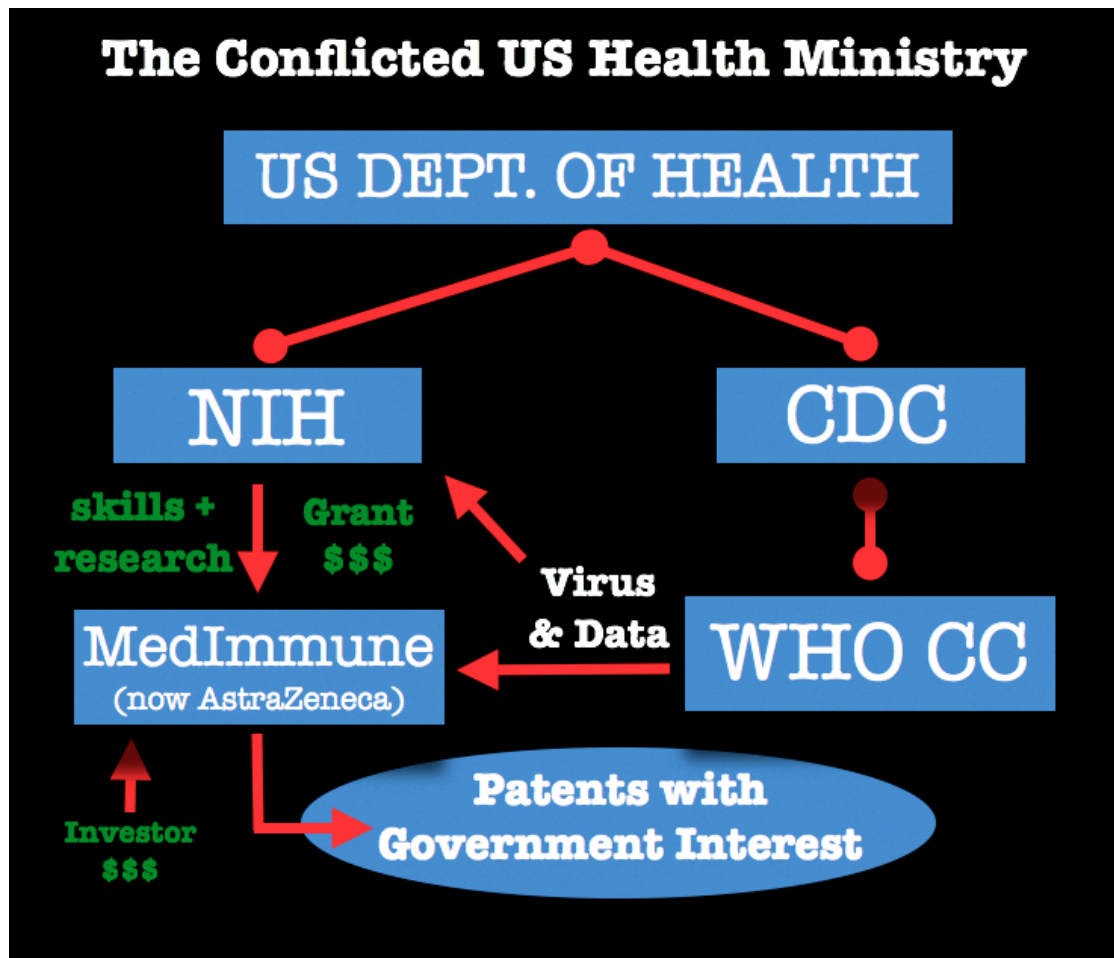 The Conflicted US Health Ministry
US DEPT. OF HEALTH
NIH
CDC
skills +
research
Grant
$$$
Virus
& Data
MedImmune
(now AstraZeneca)
WHO CC
Investor
$$$
Patents with
Government Interest